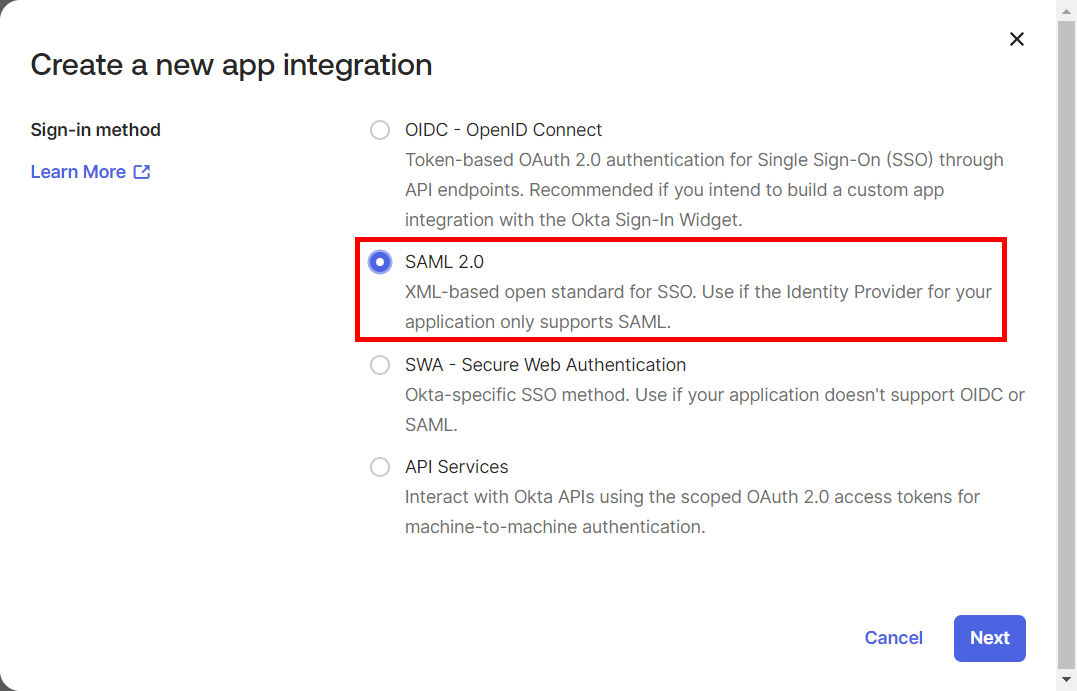 Create a new app integration
Sign-in method
Learn More
OIDC - OpenID Connect
Token-based OAuth 2.0 authentication for Single Sign-On (SSO) through
API endpoints. Recommended if you intend to build a custom app
integration with the Okta Sign-In Widget.
SAML 2.0
XML-based open standard for SSO. Use if the Identity Provider for your
application only supports SAML.
SWA - Secure Web Authentication
Okta-specific SSO method. Use if your application doesn't support OIDC or
SAML.
API Services
Interact with Okta APIs using the scoped OAuth 2.0 access tokens for
machine-to-machine authentication.
Cancel
Next